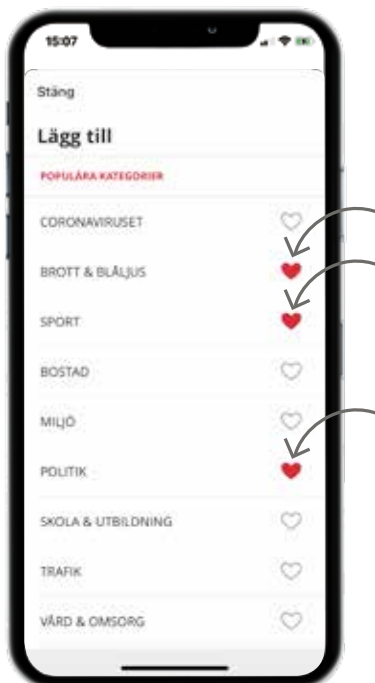 15:07
Stäng
Lägg till
POPULÄRA KATEGORIER
CORONAVIRUSET
BROTT & BLÅLJUS
SPORT
BOSTAD
MILJÖ
POLITIK
SKOLA & UTBILDNING
TRAFIK
VÅRD & OMSORG